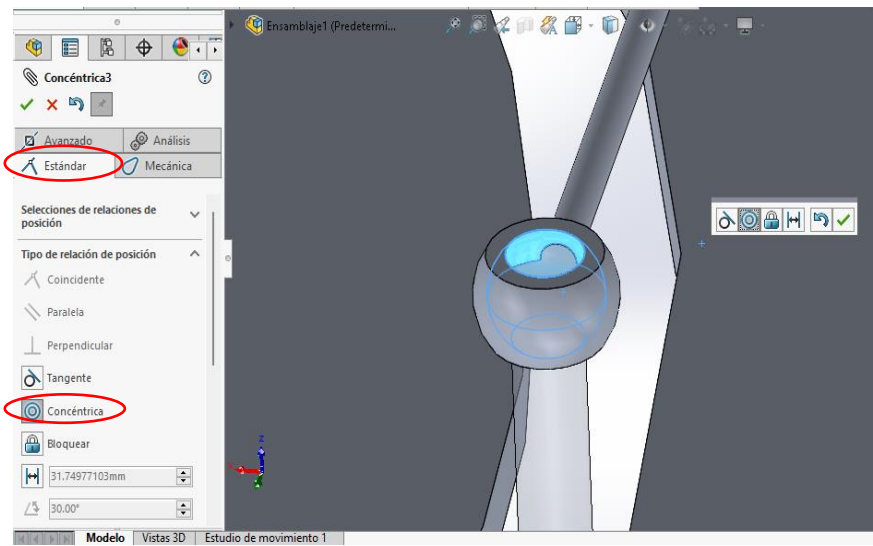 Ensamblaje1 (Predetermi...
Concéntrica3
Avanzado
Análisis
Estándar
Mecánica
Selecciones de relaciones de
posición
Tipo de relación de posición
Coincidente
Paralela
Perpendicular
Tangente
Concéntrica
Bloquear
31.74977103mm
30.00°
z
Modelo
Vistas 3D
Estudio de movimiento 1